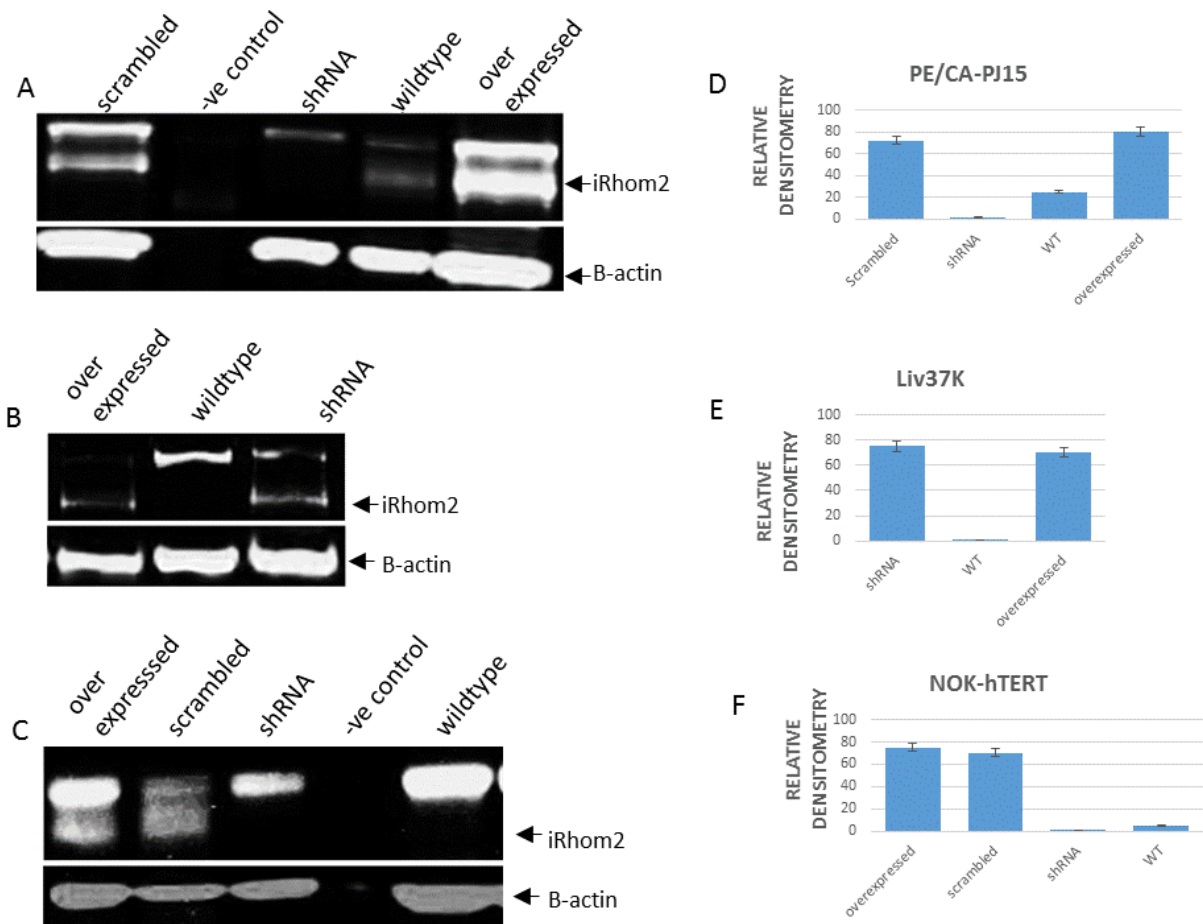 A
scrambled
-ve control
shRNA
wildtype
over
expressed
iRhom2
B-actin
B
over
expressed
wildtype
shRNA
iRhom2
B-actin
C
over
expresssed
scrambled
shRNA
-ve control
wildtype
iRhom2
B-actin
D
PE/CA-PJ15
RELATIVE
DENSITOMETRY
100
80
60
40
20
0
Scrambled
shRNA
WT
overexpressed
E
Liv37K
RELATIVE
DENSITOMETRY
100
80
60
40
20
0
shRNA
WT
overexpressed
F
NOK-hTERT
RELATIVE
DENSITOMETRY
100
80
60
40
20
0
overexpressed
scrambled
shRNA
WT